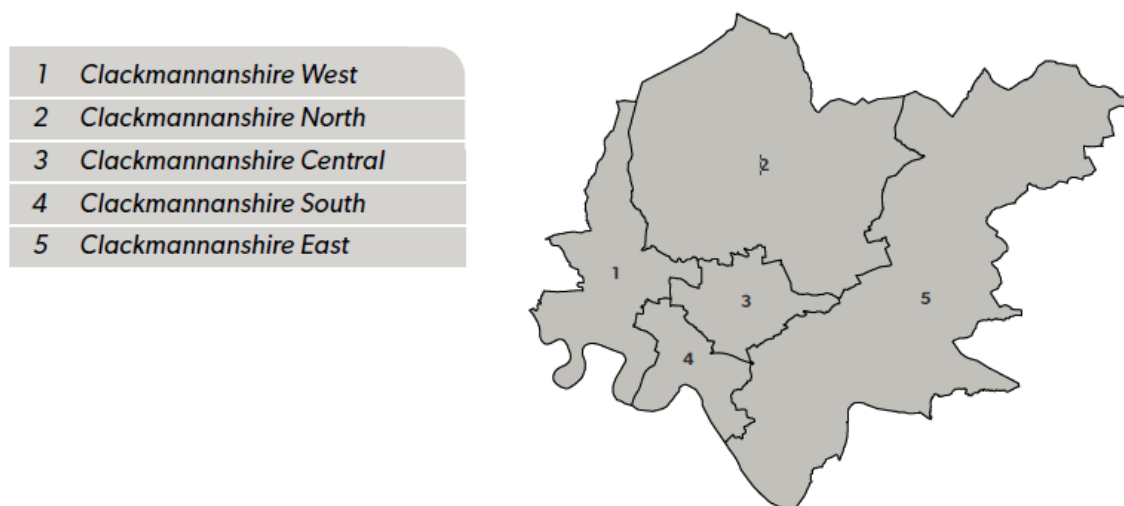 1 Clackmannanshire West
2 Clackmannanshire North
3 Clackmannanshire Central
4 Clackmannanshire South
5 Clackmannanshire East
2
1
3
5
4